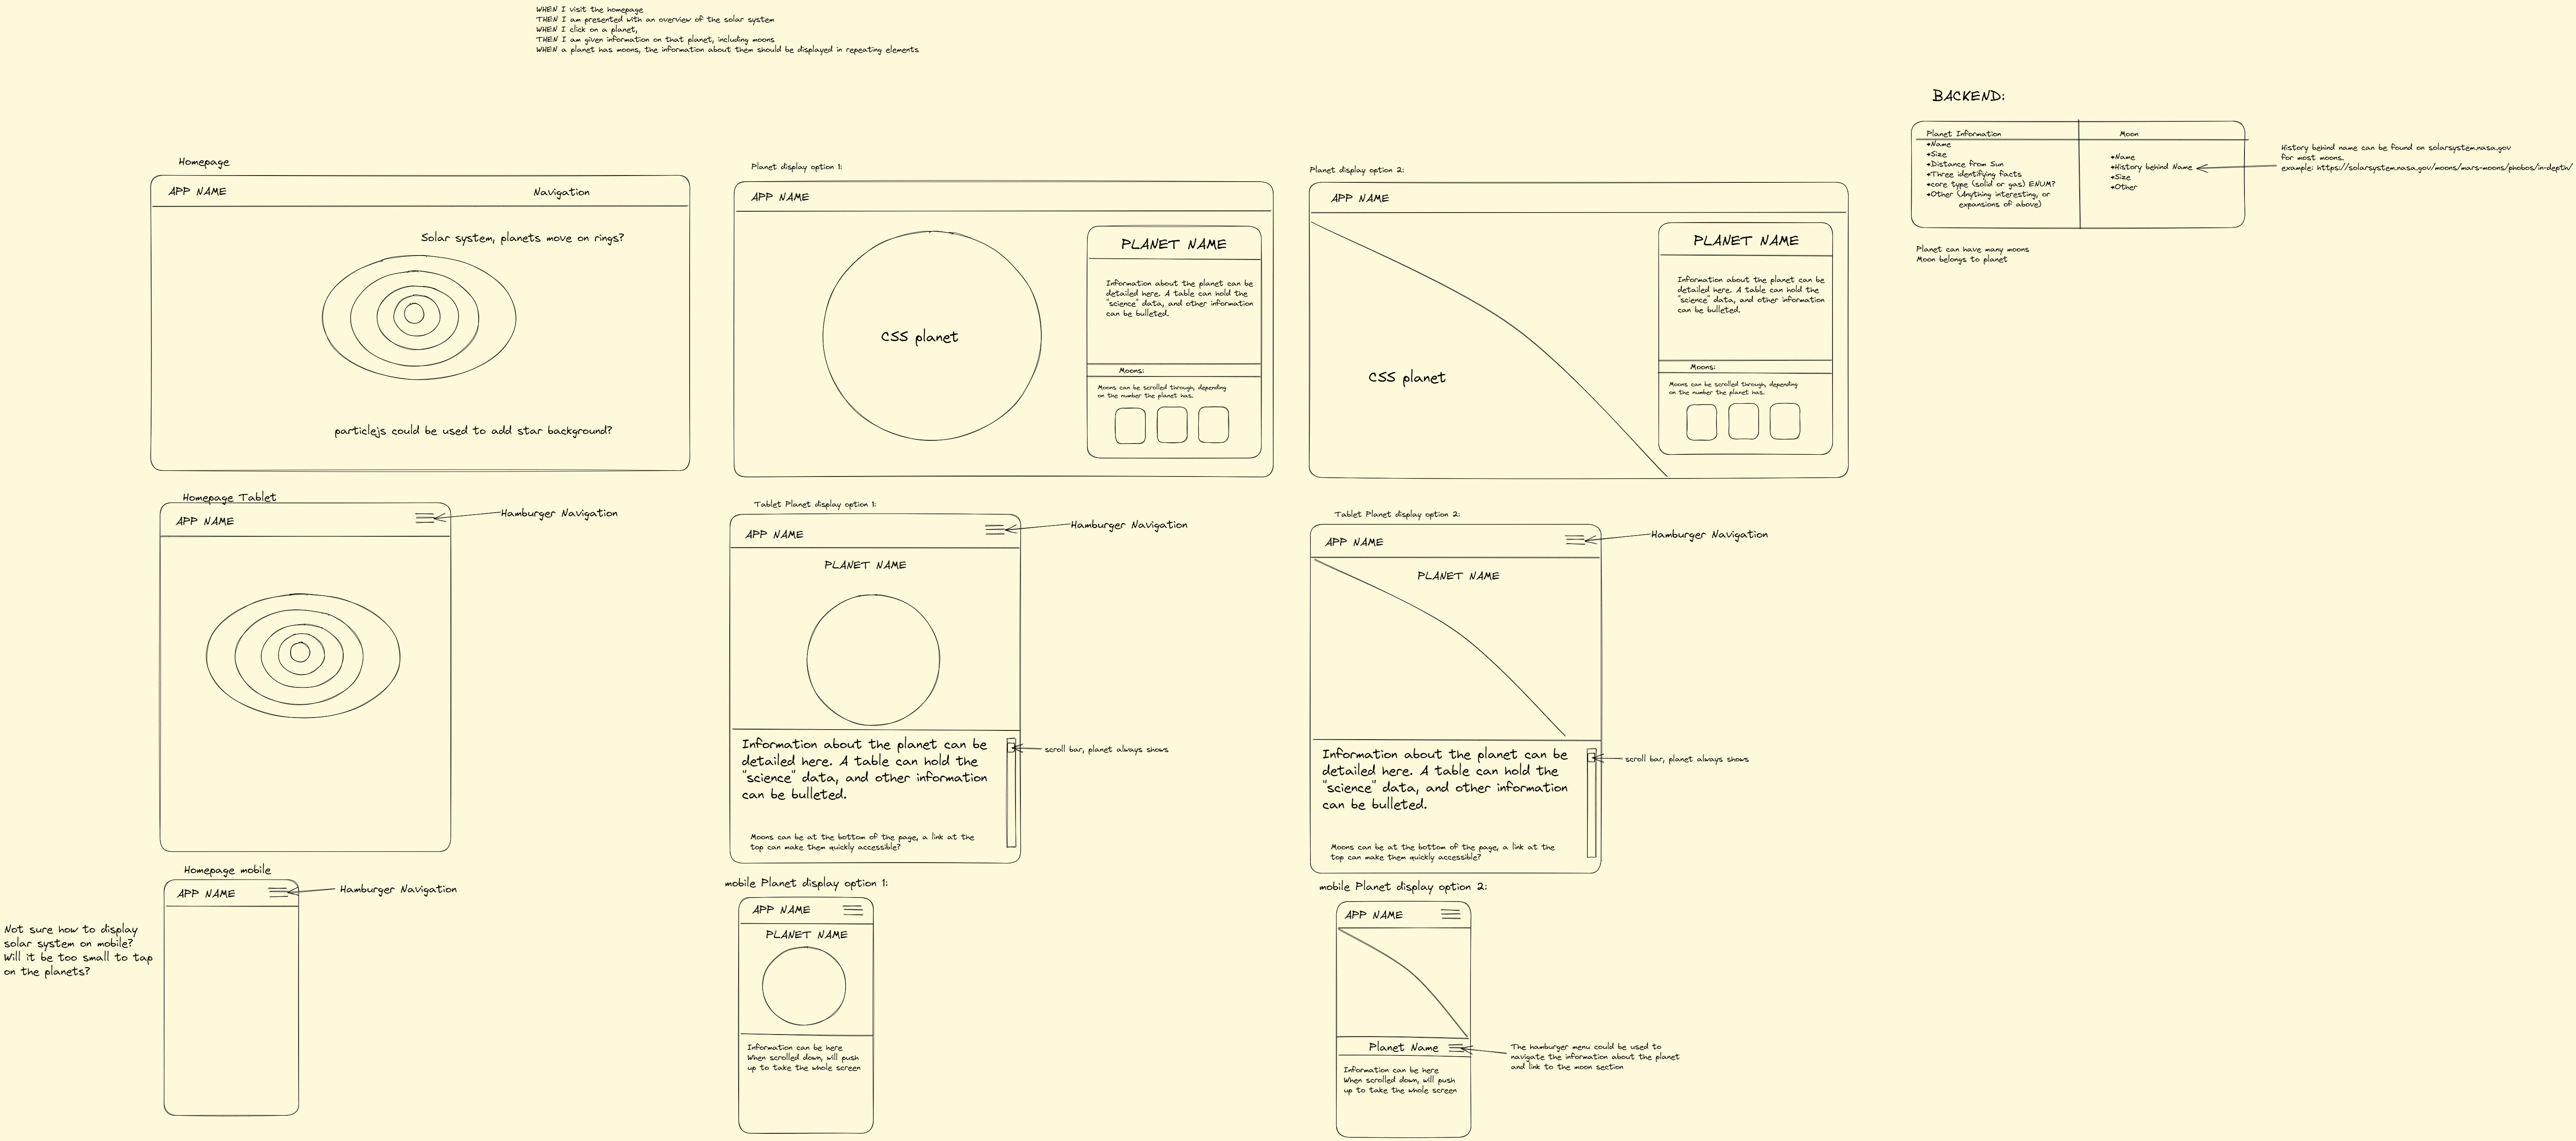 WHEN I visit the homepage
THEN I am presented with an overview of the solar system
WHEN I click on a planet,
THEN I am given information on that planet, including moons
WHEN a planet has moons, the information about them should be displayed in repeating elements
BACKEND:
Planet Information
*Name
*Size
*Distance from Sun
*Three identifying facts
*core type (solid or gas) ENUM?
*Other (Anything interesting, or
expansions of above)
Moon
*Name
*History behind Name
*Size
*Other
History behind name can be found on solarsystem.nasa.gov
for most moons.
example: https://solarsystem.nasa.gov/moons/mars-moons/phobos/in-depth/
Planet can have many moons
Moon belongs to planet
Homepage
APP NAME
Navigation
Solar system, planets move on rings?
particlejs could be used to add star background?
Planet display option 1:
APP NAME
CSS planet
PLANET NAME
Information about the planet can be
detailed here. A table can hold the
"science" data, and other information
can be bulleted.
Moons:
Moons can be scrolled through, depending
on the number the planet has.
Planet display option 2:
APP NAME
CSS planet
PLANET NAME
Information about the planet can be
detailed here. A table can hold the
"science" data, and other information
can be bulleted.
Moons:
Moons can be scrolled through, depending
on the number the planet has.
Homepage Tablet
APP NAME
Hamburger Navigation
Tablet Planet display option 1:
APP NAME
Hamburger Navigation
PLANET NAME
Information about the planet can be
detailed here. A table can hold the
"science" data, and other information
can be bulleted.
scroll bar, planet always shows
Moons can be at the bottom of the page, a link at the
top can make them quickly accessible?
Tablet Planet display option 2:
APP NAME
Hamburger Navigation
PLANET NAME
Information about the planet can be
detailed here. A table can hold the
"science" data, and other information
can be bulleted.
scroll bar, planet always shows
Moons can be at the bottom of the page, a link at the
top can make them quickly accessible?
Homepage mobile
APP NAME
Hamburger Navigation
Not sure how to display
solar system on mobile?
Will it be too small to tap
on the planets?
mobile Planet display option 1:
APP NAME
PLANET NAME
Information can be here
When scrolled down, will push
up to take the whole screen
mobile Planet display option 2:
APP NAME
Planet Name
Information can be here
When scrolled down, will push
up to take the whole screen
The hamburger menu could be used to
navigate the information about the planet
and link to the moon section